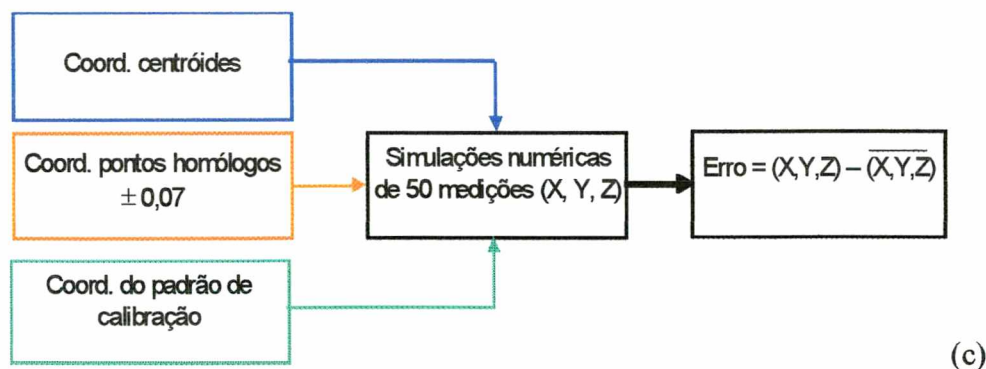 Coord. centróides
Coord. pontos homólogos
± 0,07
Coord. do padrão de
calibração
Simulações numéricas
de 50 medições (X, Y, Z)
Erro = (X,Y,Z) – (X,Y,Z)
(c)